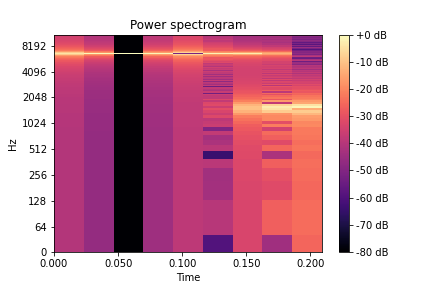 Power spectrogram
8192
4096
2048
1024
512
256
128
64
0
Hz
0.000 0.050 0.100 0.150 0.200
Time
+0 dB
-10 dB
-20 dB
-30 dB
-40 dB
-50 dB
-60 dB
-70 dB
-80 dB